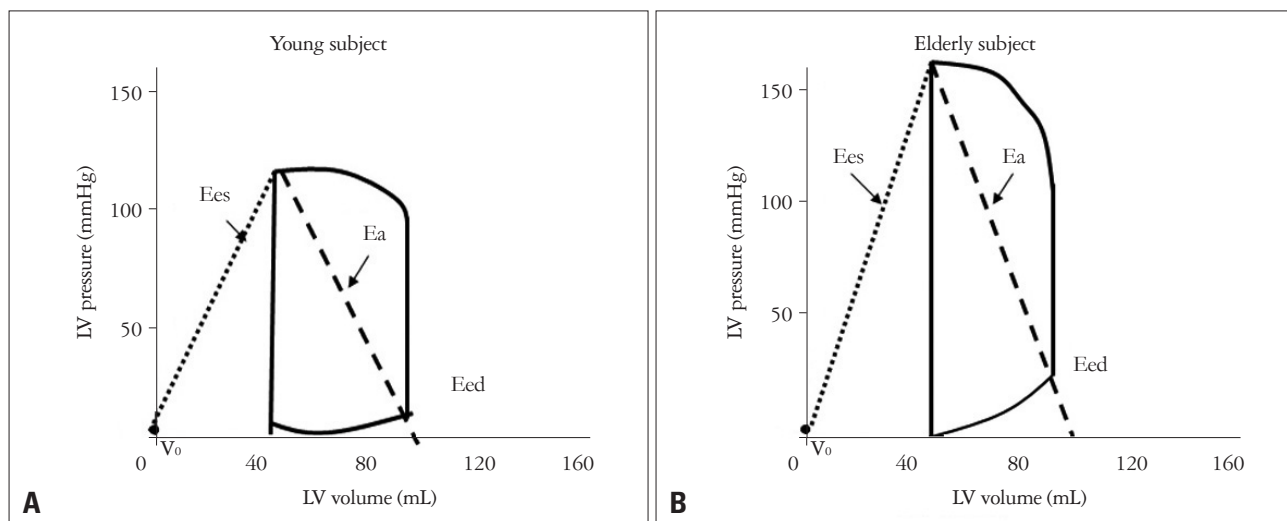 Young subject
150
100
50
LV pressure (mmHg)
Ees
Ea
Eed
V₀
0 40 80 120 160
LV volume (mL)
A
Elderly subject
150
100
50
LV pressure (mmHg)
Ees
Ea
Eed
V₀
0 40 80 120 160
LV volume (mL)
B